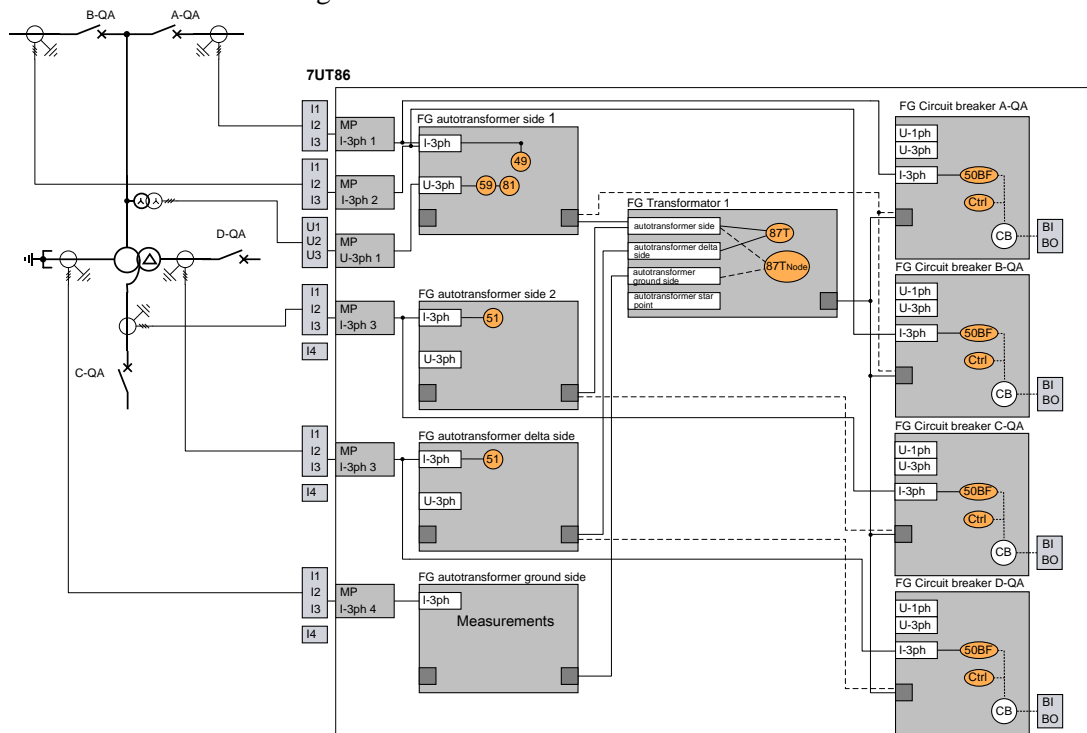 B-QA
A-QA
D-QA
C-QA
7UT86
I1
I2
I3
MP
I-3ph 1
I1
I2
I3
MP
I-3ph 2
U1
U2
U3
MP
U-3ph 1
I1
I2
I3
MP
I-3ph 3
I4
I1
I2
I3
MP
I-3ph 3
I4
I1
I2
I3
MP
I-3ph 4
I4
FG autotransformer side 1
I-3ph
49
U-3ph
59
81
FG autotransformer side 2
I-3ph
51
U-3ph
FG autotransformer delta side
I-3ph
51
U-3ph
FG autotransformer ground side
I-3ph
Measurements
FG Transformator 1
autotransformer side
autotransformer delta
side
autotransformer
ground side
autotransformer star
point
87T
87TNode
FG Circuit breaker A-QA
U-1ph
U-3ph
I-3ph
50BF
Ctrl
CB
BI
BO
FG Circuit breaker B-QA
U-1ph
U-3ph
I-3ph
50BF
Ctrl
CB
BI
BO
FG Circuit breaker C-QA
U-1ph
U-3ph
I-3ph
50BF
Ctrl
CB
BI
BO
FG Circuit breaker D-QA
U-1ph
U-3ph
I-3ph
50BF
Ctrl
CB
BI
BO